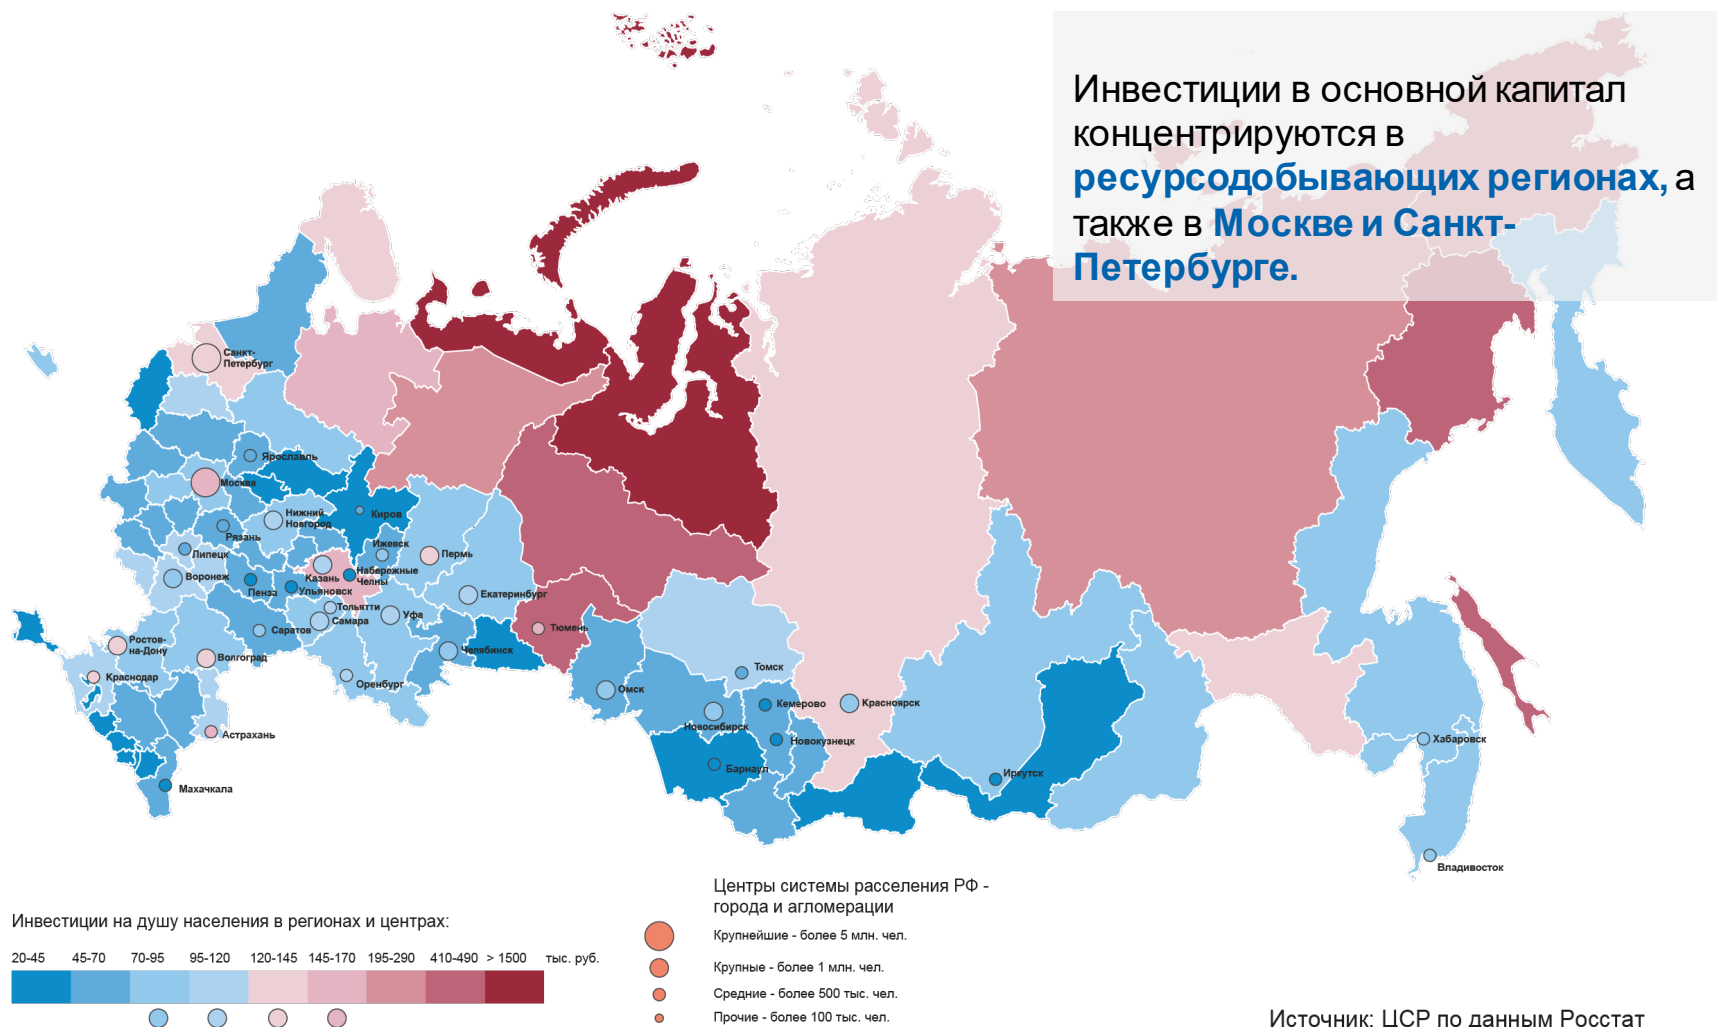 Инвестиции в основной капитал
концентрируются в
ресурсодобывающих регионах, а
также в Москве и Санкт-
Петербурге.
Санкт-
Петербург
Ярославль
Москва
Нижний
Новгород
Киров
Рязань
Ижевск
Пермь
Липецк
Казань
Набережные
Челны
Воронеж
Пенза
Ульяновск
Екатеринбург
Тольятти
Уфа
Самара
Саратов
Тюмень
Ростов-
на-Дону
Волгоград
Челябинск
Краснодар
Оренбург
Томск
Омск
Кемерово
Красноярск
Новосибирск
Астрахань
Новокузнецк
Хабаровск
Барнаул
Иркутск
Махачкала
Владивосток
Инвестиции на душу населения в регионах и центрах:
20-45 45-70 70-95 95-120 120-145 145-170 195-290 410-490 > 1500 тыс. руб.
Центры системы расселения РФ -
города и агломерации
Крупнейшие - более 5 млн. чел.
Крупные - более 1 млн. чел.
Средние - более 500 тыс. чел.
Прочие - более 100 тыс. чел.
Источник: ЦСР по данным Росстат